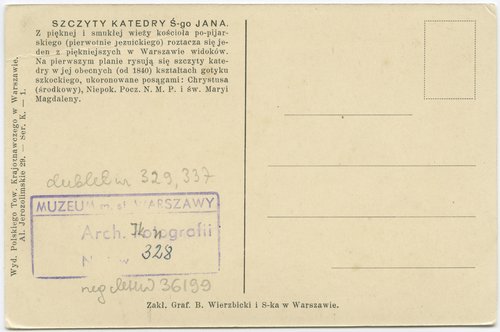 SZCZYTY KATEDRY Ś-go JANA.
Z pięknej i smukłej wieży kościoła po-pijar-
skiego (pierwotnie jezuickiego) roztacza się je-
den z piękniejszych w Warszawie widoków.
Na pierwszym planie rysują się szczyty kate-
dry w jej obecnych (od 1840) kształtach gotyku
szkockiego, ukoronowane posągami: Chrystusa
(środkowy), Niepok. Pocz. N. M. P. i św. Maryi
Magdaleny.
Wyd. Polskiego Tow. Krajoznawczego w Warszawie,
Al. Jerozolimskie 29. — Ser. K. — 1.
dublet nr 329, 337
MUZEUM m. st. WARSZAWY
Arch. Fotografii
328
36199
Zakł. Graf. B. Wierzbicki i S-ka w Warszawie.